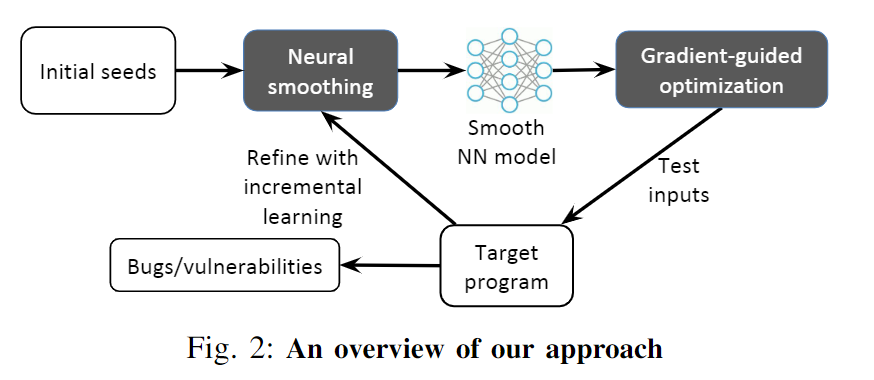 Initial seeds
Neural
smoothing
Smooth
NN model
Gradient-guided
optimization
Refine with
incremental
learning
Test
inputs
Target
program
Bugs/vulnerabilities
Fig. 2: An overview of our approach